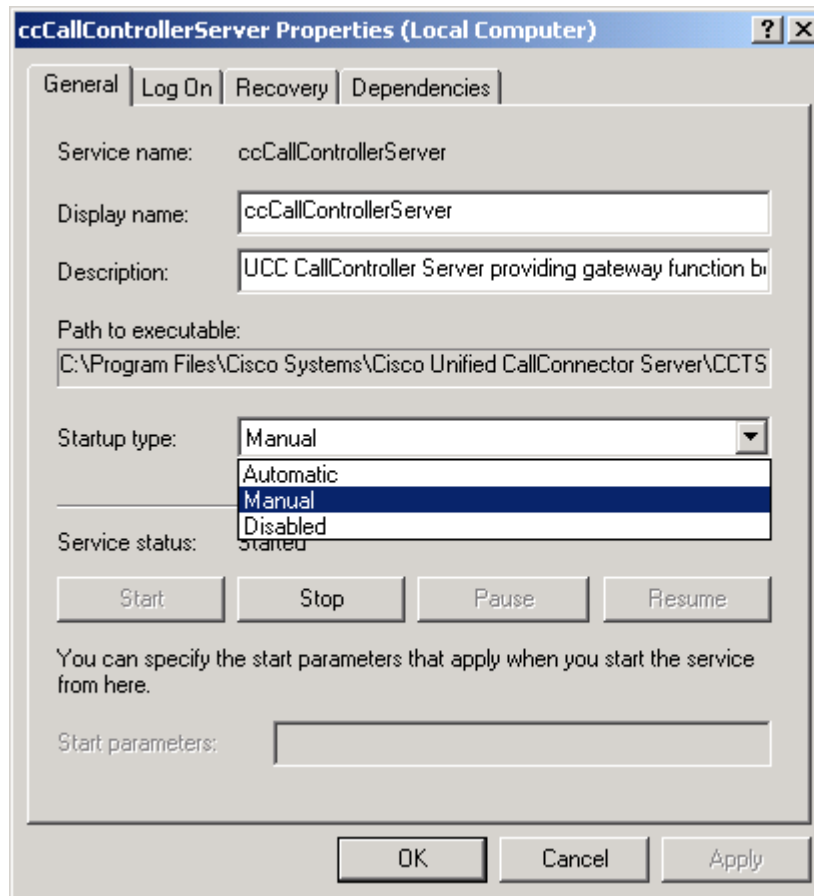 ccCallControllerServer Properties (Local Computer)
General Log On Recovery Dependencies
Service name: ccCallControllerServer
Display name: ccCallControllerServer
Description: UCC CallController Server providing gateway function
Path to executable:
C:\Program Files\Cisco Systems\Cisco Unified CallConnector Server\CCTS
Startup type: Manual
Automatic
Manual
Disabled
Service status: Started
Start Stop Pause Resume
You can specify the start parameters that apply when you start the service
from here.
Start parameters:
OK Cancel Apply